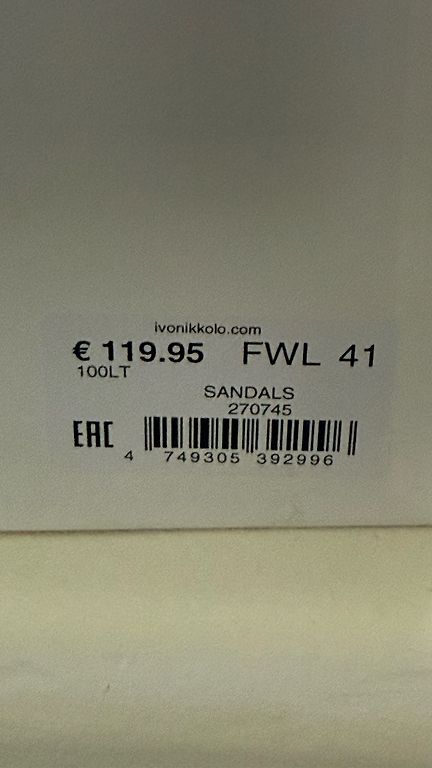 ivonikkolo.com
€ 119.95 FWL 41
100LT
SANDALS
270745
EAC
4 749305 392996